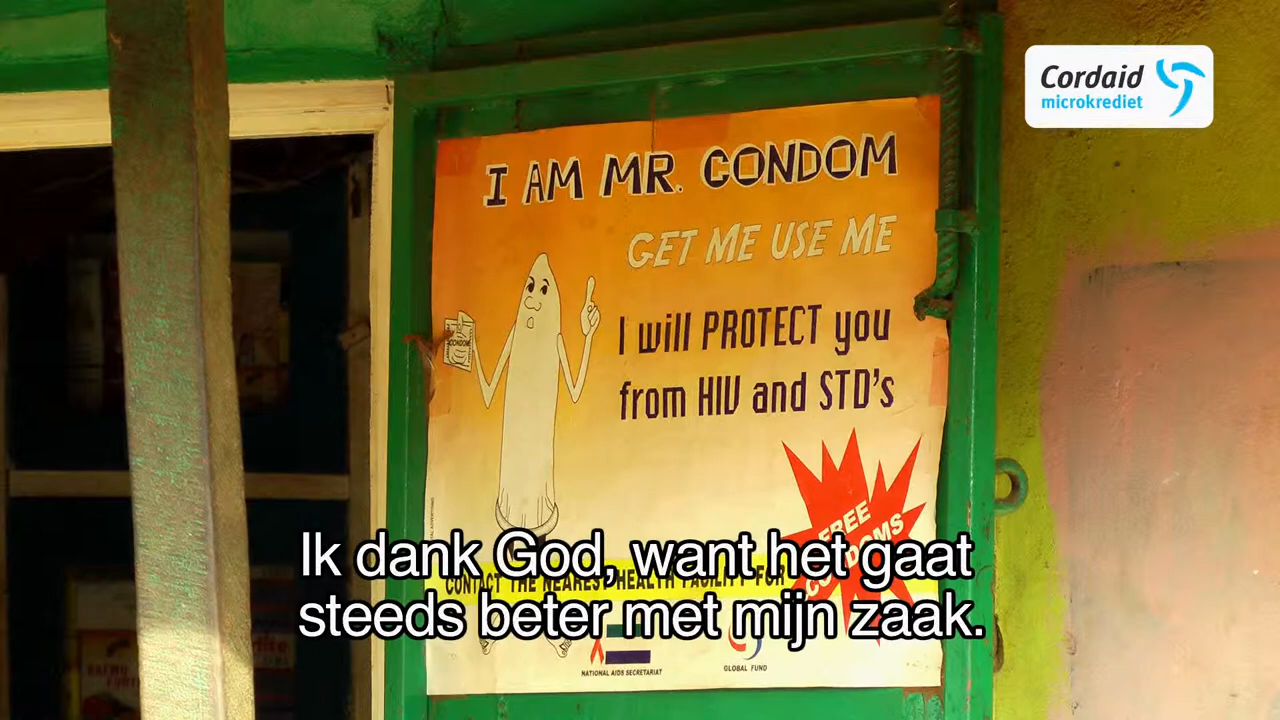 Cordaid
microkrediet
I AM MR. CONDOM
GET ME USE ME
I will PROTECT you
from HIV and STD's
CONDOM
FREE
CONDOMS
CONTACT THE NEAREST HEALTH FACILITY FOR
Ik dank God, want het gaat
steeds beter met mijn zaak.
NATIONAL AIDS SECRETARIAT
GLOBAL FUND